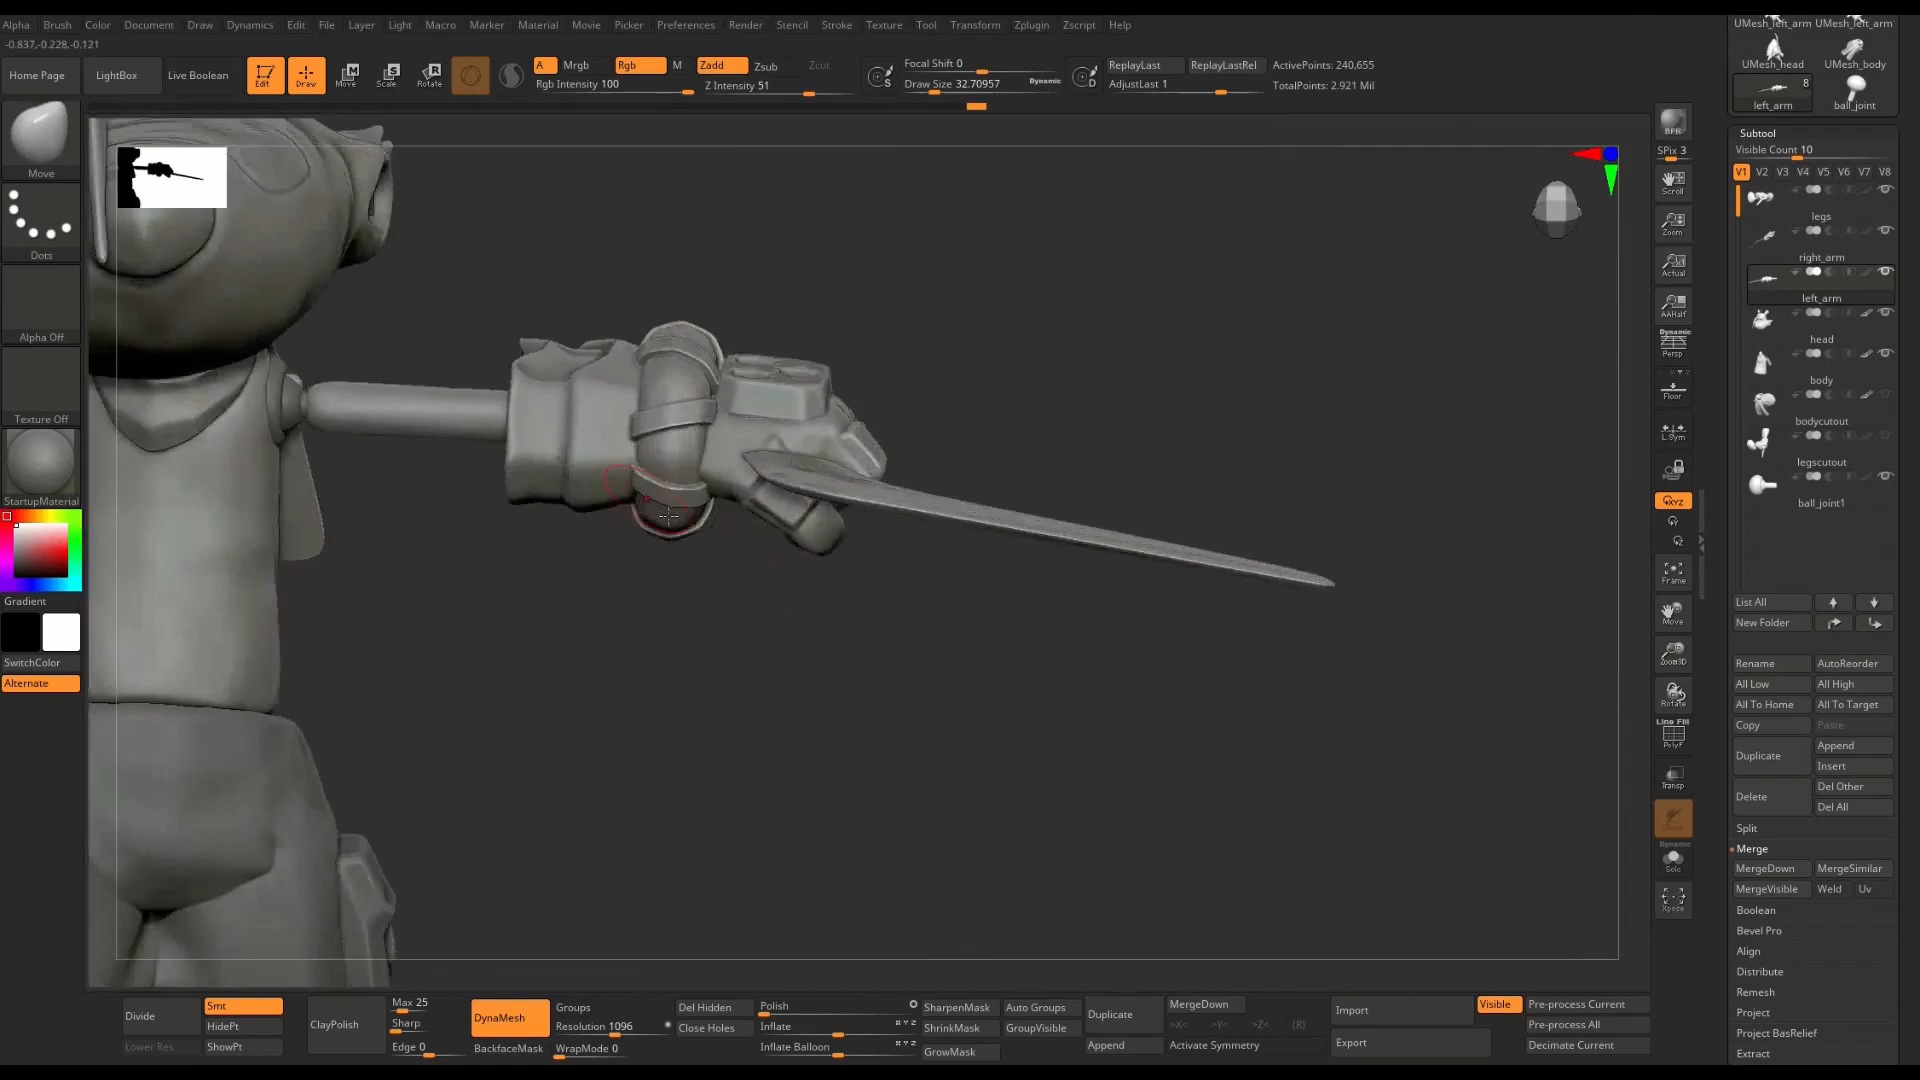 Alpha Brush Color Document Draw Dynamics Edit File Layer Light Macro Marker Material Movie Picker Preferences Render Stencil Stroke Texture Tool Transform Zplugin Zscript Help
-0.837,-0.228,-0.121
Home Page LightBox Live Boolean Edit Draw Move Scale Rotate A Mrgb Rgb M Zadd Zsub Zcut
Rgb Intensity 100 Z Intensity 51
Focal Shift 0
Draw Size 32.70957 Dynamic
ReplayLast ReplayLastRel ActivePoints: 240,655
AdjustLast 1 TotalPoints: 2.921 Mil
Move
Dots
Alpha Off
Texture Off
StartupMaterial
Gradient
SwitchColor
Alternate
BPR
SPix 3
Scroll
Zoom
Actual
AAHalf
Dynamic
Persp
Floor
L.Sym
XYZ
Y
Z
Frame
Move
Zoom3D
Rotate
Line Fill
PolyF
Transp
Dynamic
Solo
Xpose
UMesh_left_arm UMesh_left_arm
UMesh_head UMesh_body
8
left_arm ball_joint
Subtool
Visible Count 10
V1 V2 V3 V4 V5 V6 V7 V8
legs
right_arm
left_arm
head
body
bodycutout
legscutout
ball_joint1
List All
New Folder
Rename AutoReorder
All Low All High
All To Home All To Target
Copy Paste
Duplicate Append
Insert
Delete Del Other
Del All
Split
Merge
MergeDown MergeSimilar
MergeVisible Weld Uv
Boolean
Bevel Pro
Align
Distribute
Remesh
Project
Project BasRelief
Extract
Divide Smt
HidePt
Lower Res ShowPt
ClayPolish
Max 25
Sharp
Edge 0
DynaMesh Groups
Resolution 1096
BackfaceMask WrapMode 0
Del Hidden
Close Holes
Polish
Inflate
Inflate Balloon
SharpenMask Auto Groups
ShrinkMask GroupVisible
GrowMask
Duplicate
Append
MergeDown
>X< >Y< >Z< (R)
Activate Symmetry
Import
Export
Visible Pre-process Current
Pre-process All
Decimate Current